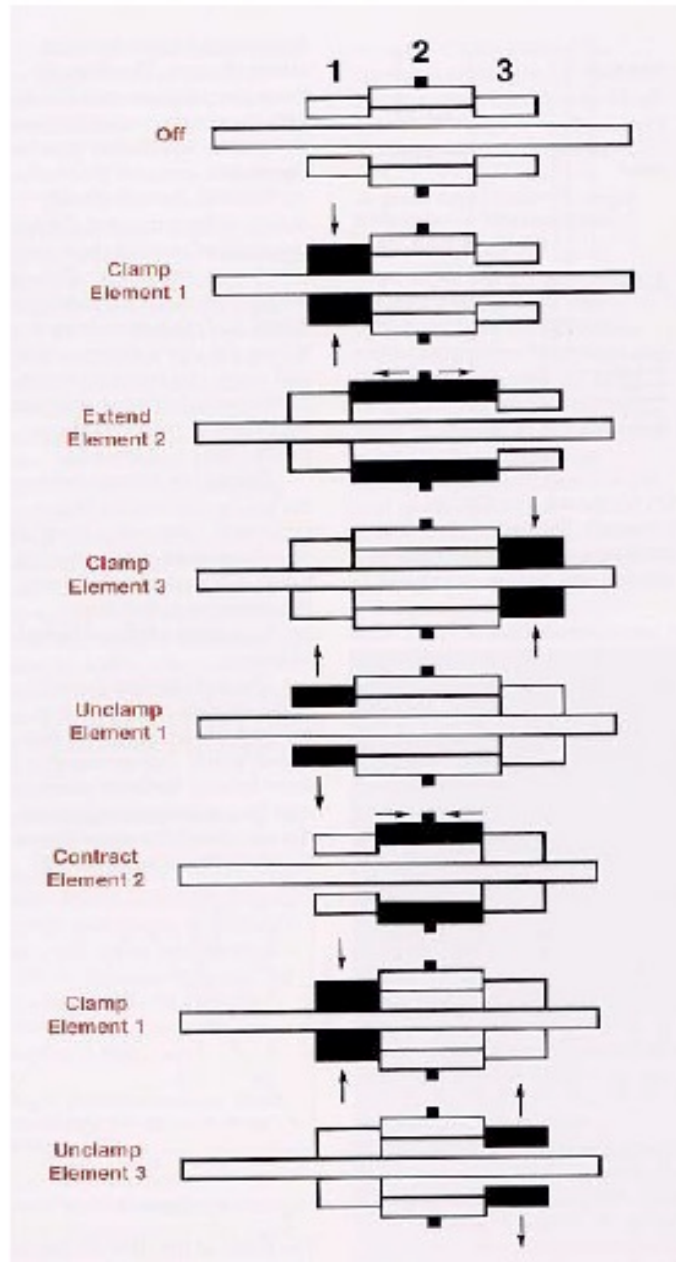 1 2 3
Off
Clamp
Element 1
Extend
Element 2
Clamp
Element 3
Unclamp
Element 1
Contract
Element 2
Clamp
Element 1
Unclamp
Element 3